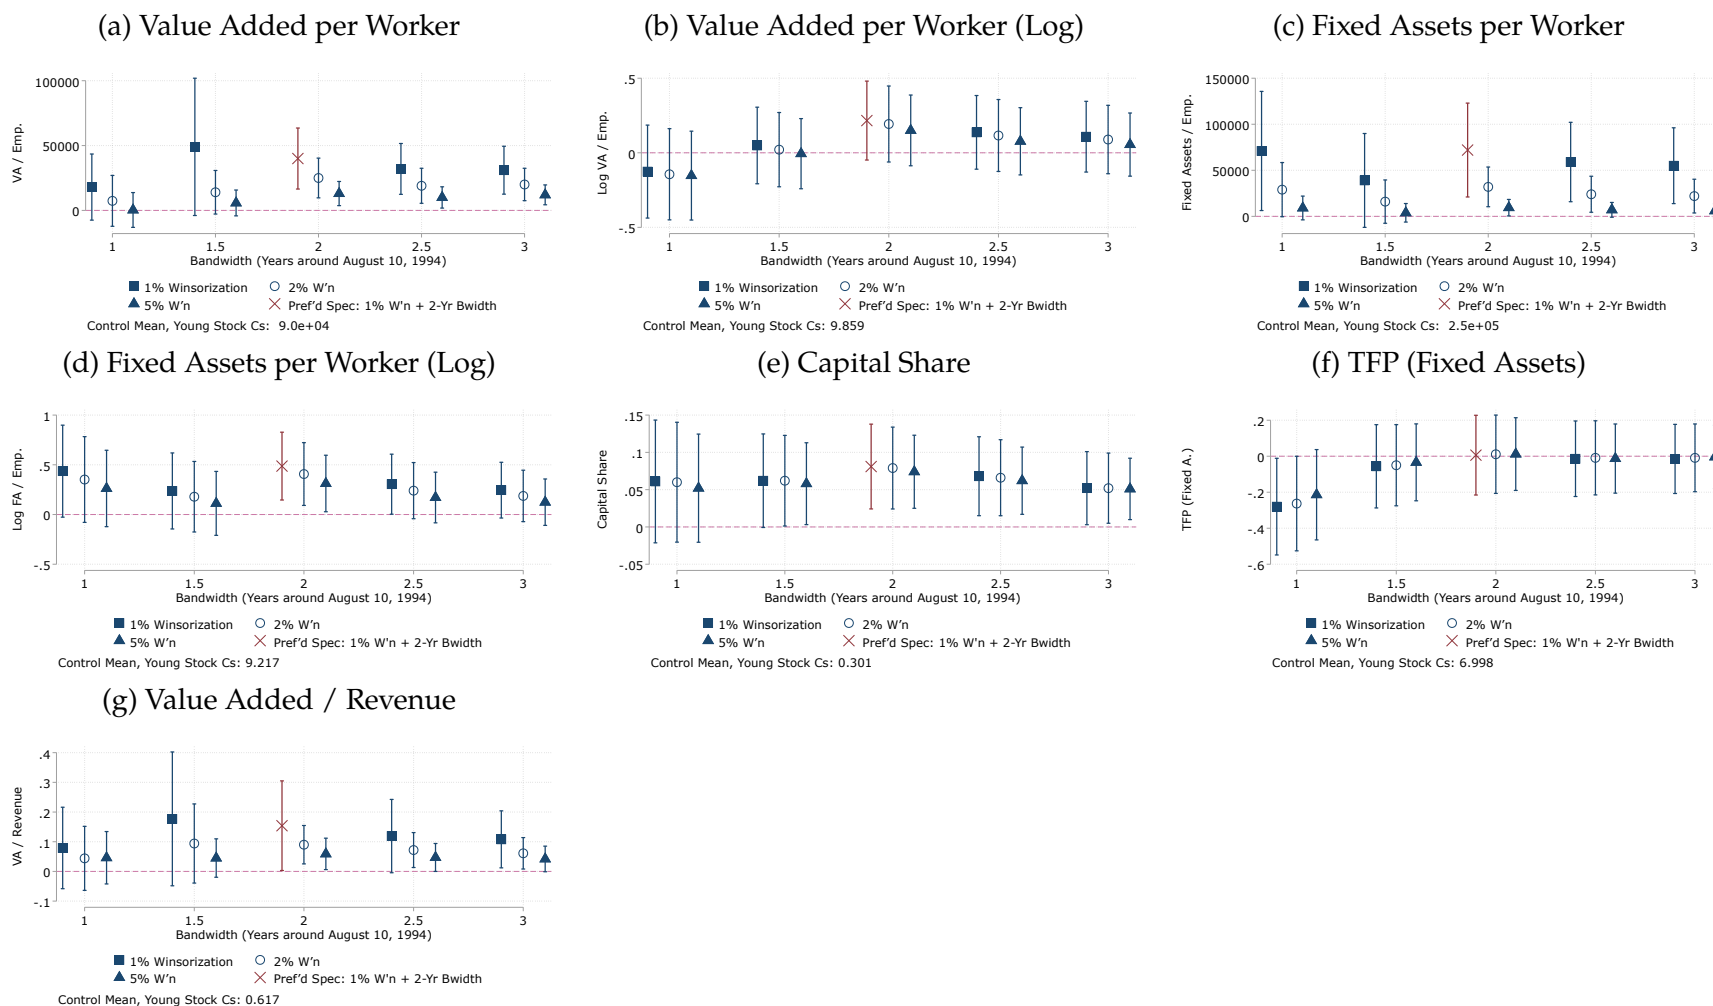 (a) Value Added per Worker
100000
50000
0
VA / Emp.
1 1.5 2 2.5 3
Bandwidth (Years around August 10, 1994)
1% Winsorization 2% W'n
5% W'n Pref'd Spec: 1% W'n + 2-Yr Bwidth
Control Mean, Young Stock Cs: 9.0e+04
(b) Value Added per Worker (Log)
.5
0
-.5
Log VA / Emp.
1 1.5 2 2.5 3
Bandwidth (Years around August 10, 1994)
1% Winsorization 2% W'n
5% W'n Pref'd Spec: 1% W'n + 2-Yr Bwidth
Control Mean, Young Stock Cs: 9.859
(c) Fixed Assets per Worker
150000
100000
50000
0
Fixed Assets / Emp.
1 1.5 2 2.5 3
Bandwidth (Years around August 10, 1994)
1% Winsorization 2% W'n
5% W'n Pref'd Spec: 1% W'n + 2-Yr Bwidth
Control Mean, Young Stock Cs: 2.5e+05
(d) Fixed Assets per Worker (Log)
1
.5
0
-.5
Log FA / Emp.
1 1.5 2 2.5 3
Bandwidth (Years around August 10, 1994)
1% Winsorization 2% W'n
5% W'n Pref'd Spec: 1% W'n + 2-Yr Bwidth
Control Mean, Young Stock Cs: 9.217
(e) Capital Share
.15
.1
.05
0
-.05
Capital Share
1 1.5 2 2.5 3
Bandwidth (Years around August 10, 1994)
1% Winsorization 2% W'n
5% W'n Pref'd Spec: 1% W'n + 2-Yr Bwidth
Control Mean, Young Stock Cs: 0.301
(f) TFP (Fixed Assets)
.2
0
-.2
-.4
-.6
TFP (Fixed A.)
1 1.5 2 2.5 3
Bandwidth (Years around August 10, 1994)
1% Winsorization 2% W'n
5% W'n Pref'd Spec: 1% W'n + 2-Yr Bwidth
Control Mean, Young Stock Cs: 6.998
(g) Value Added / Revenue
.4
.3
.2
.1
0
-.1
VA / Revenue
1 1.5 2 2.5 3
Bandwidth (Years around August 10, 1994)
1% Winsorization 2% W'n
5% W'n Pref'd Spec: 1% W'n + 2-Yr Bwidth
Control Mean, Young Stock Cs: 0.617